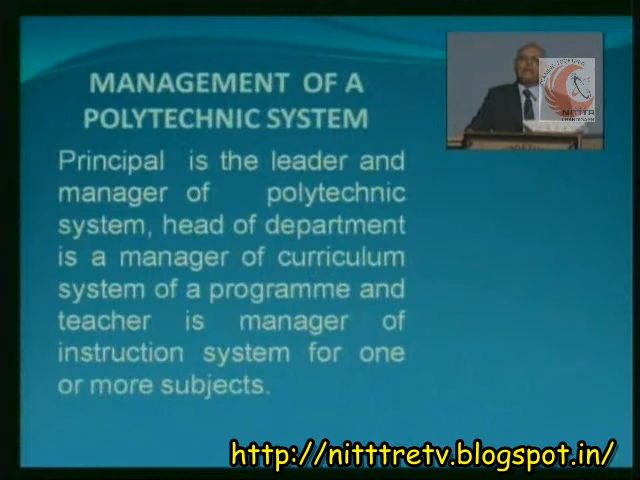 MANAGEMENT OF A
POLYTECHNIC SYSTEM
Principal is the leader and
manager of polytechnic
system, head of department
is a manager of curriculum
system of a programme and
teacher is manager of
instruction system for one
or more subjects.
NITTTR
CHANDIGARH
http://nitttretv.blogspot.in/